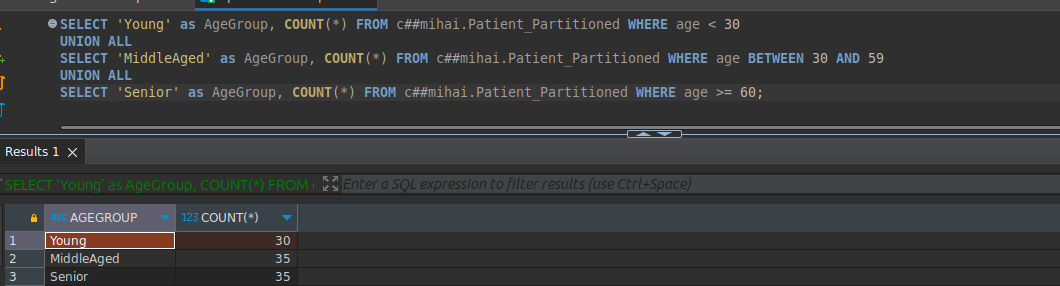 SELECT 'Young' as AgeGroup, COUNT(*) FROM c##mihai.Patient_Partitioned WHERE age < 30
UNION ALL
SELECT 'MiddleAged' as AgeGroup, COUNT(*) FROM c##mihai.Patient_Partitioned WHERE age BETWEEN 30 AND 59
UNION ALL
SELECT 'Senior' as AgeGroup, COUNT(*) FROM c##mihai.Patient_Partitioned WHERE age >= 60;
Results 1
SELECT 'Young' as AgeGroup, COUNT(*) FROM Enter a SQL expression to filter results (use Ctrl+Space)
ABC AGEGROUP 123 COUNT(*)
1 Young 30
2 MiddleAged 35
3 Senior 35